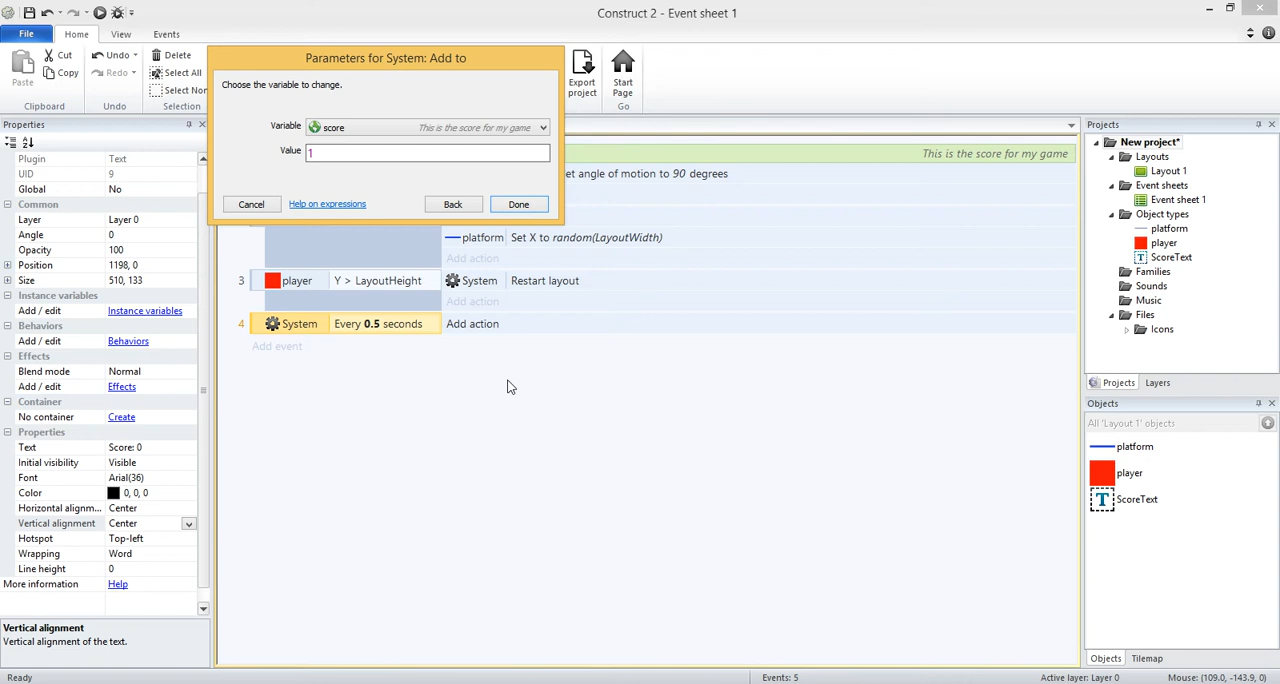 Construct 2 - Event sheet 1
File
Home
View
Events
Paste
Cut
Copy
Clipboard
Undo
Redo
Undo
Delete
Select All
Select Non
Selection
Export
project
Start
Page
Go
Parameters for System: Add to
Choose the variable to change.
Variable
score
This is the score for my game
Value
1
Cancel
Help on expressions
Back
Done
Properties
Plugin Text
UID 9
Global No
Common
Layer Layer 0
Angle 0
Opacity 100
Position 1198, 0
Size 510, 133
Instance variables
Add / edit Instance variables
Behaviors
Add / edit Behaviors
Effects
Blend mode Normal
Add / edit Effects
Container
No container Create
Properties
Text Score: 0
Initial visibility Visible
Font Arial(36)
Color 0, 0, 0
Horizontal alignm... Center
Vertical alignment Center
Hotspot Top-left
Wrapping Word
Line height 0
More information Help
Vertical alignment
Vertical alignment of the text.
This is the score for my game
et angle of motion to 90 degrees
platform Set X to random(LayoutWidth)
Add action
3 player Y > LayoutHeight System Restart layout
Add action
4 System Every 0.5 seconds Add action
Add event
Projects
New project*
Layouts
Layout 1
Event sheets
Event sheet 1
Object types
platform
player
ScoreText
Families
Sounds
Music
Files
Icons
Projects
Layers
Objects
All 'Layout 1' objects
platform
player
T ScoreText
Objects
Tilemap
Ready
Events: 5
Active layer: Layer 0
Mouse: (109.0, -143.9, 0)